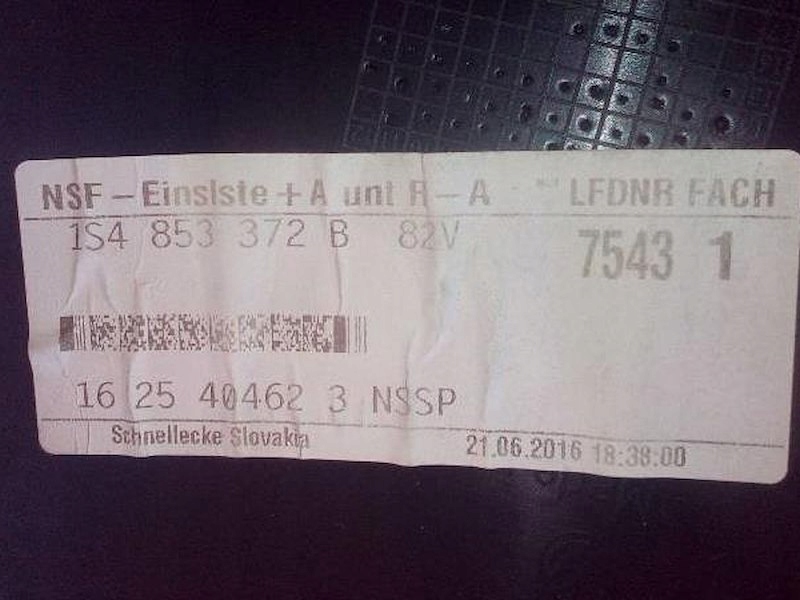 NSF - Einslste + A unt R - A LFDNR FACH
1S4 853 372 B 82V 7543 1
16 25 40462 3 NSSP
Schnellecke Slovakia 21.06.2016 18:38:00